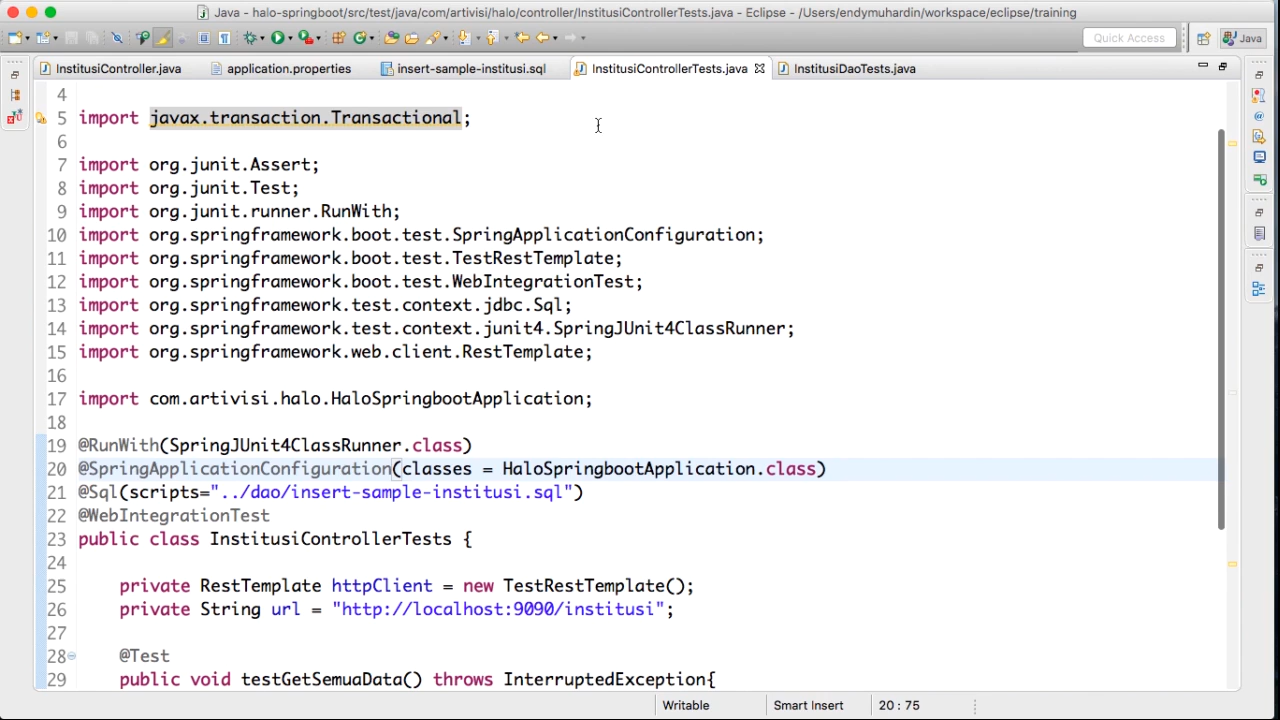 Java - halo-springboot/src/test/java/com/artivisi/halo/controller/InstitusiControllerTests.java - Eclipse - /Users/endymuhardin/workspace/eclipse/training
Quick Access
Java
InstitusiController.java
application.properties
insert-sample-institusi.sql
InstitusiControllerTests.java
InstitusiDaoTests.java
4
5 import javax.transaction.Transactional;
6
7 import org.junit.Assert;
8 import org.junit.Test;
9 import org.junit.runner.RunWith;
10 import org.springframework.boot.test.SpringApplicationConfiguration;
11 import org.springframework.boot.test.TestRestTemplate;
12 import org.springframework.boot.test.WebIntegrationTest;
13 import org.springframework.test.context.jdbc.Sql;
14 import org.springframework.test.context.junit4.SpringJUnit4ClassRunner;
15 import org.springframework.web.client.RestTemplate;
16
17 import com.artivisi.halo.HaloSpringbootApplication;
18
19 @RunWith(SpringJUnit4ClassRunner.class)
20 @SpringApplicationConfiguration(classes = HaloSpringbootApplication.class)
21 @Sql(scripts="../dao/insert-sample-institusi.sql")
22 @WebIntegrationTest
23 public class InstitusiControllerTests {
24
25 private RestTemplate httpClient = new TestRestTemplate();
26 private String url = "http://localhost:9090/institusi";
27
28 @Test
29 public void testGetSemuaData() throws InterruptedException{
Writable
Smart Insert
20 : 75